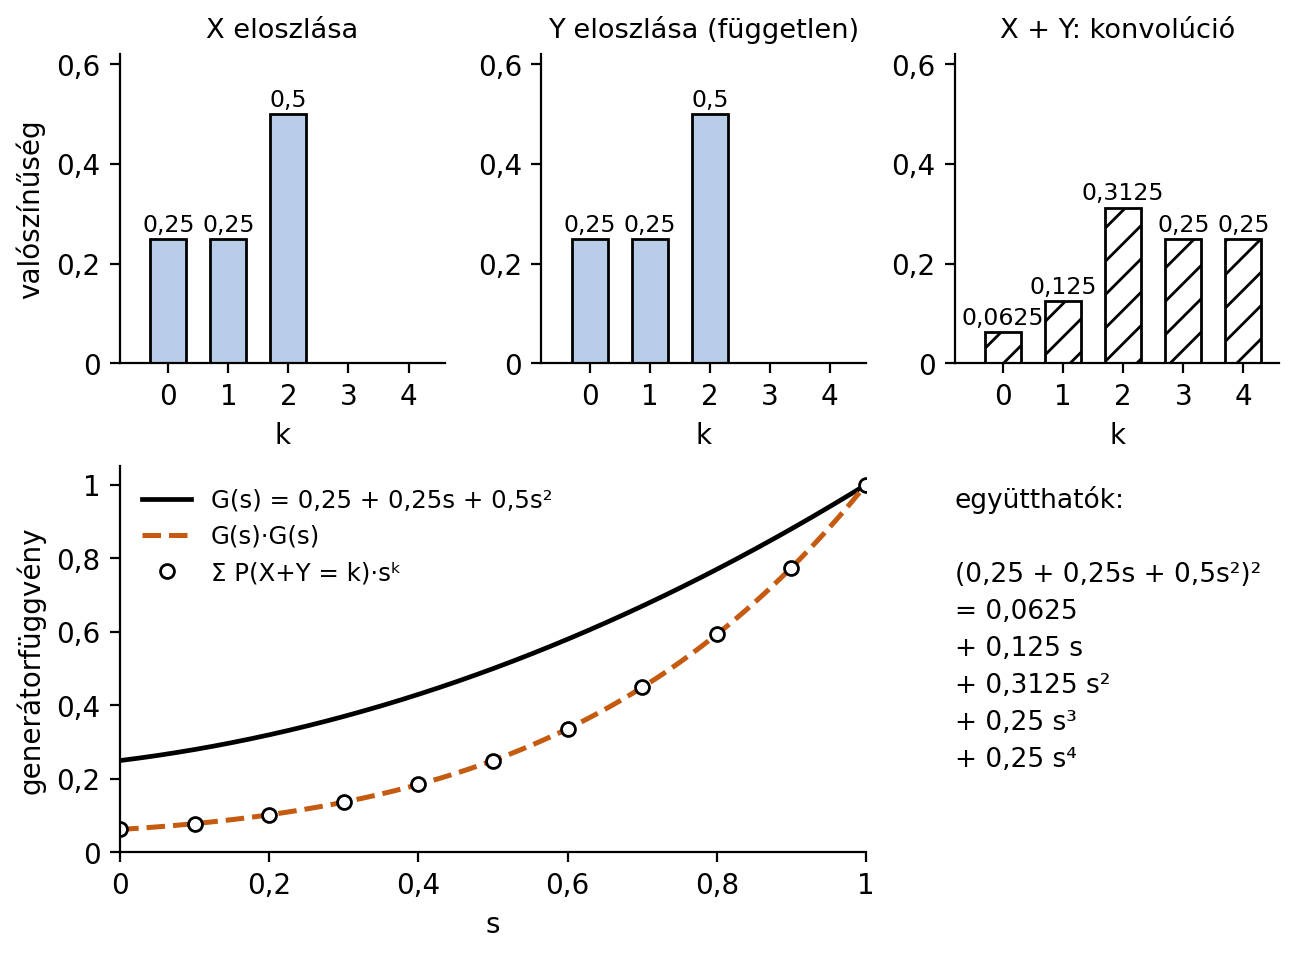 X eloszlása
Y eloszlása (független)
X + Y: konvolúció
valószínűség
0,6
0,4
0,2
0
0,25
0,25
0,5
0 1 2 3 4
k
0,6
0,4
0,2
0
0,25
0,25
0,5
0 1 2 3 4
k
0,6
0,4
0,2
0
0,0625
0,125
0,3125
0,25
0,25
0 1 2 3 4
k
generátorfüggvény
1
0,8
0,6
0,4
0,2
0
G(s) = 0,25 + 0,25s + 0,5s²
G(s)·G(s)
Σ P(X+Y = k)·sᵏ
0 0,2 0,4 0,6 0,8 1
s
együtthatók:
(0,25 + 0,25s + 0,5s²)²
= 0,0625
+ 0,125 s
+ 0,3125 s²
+ 0,25 s³
+ 0,25 s⁴